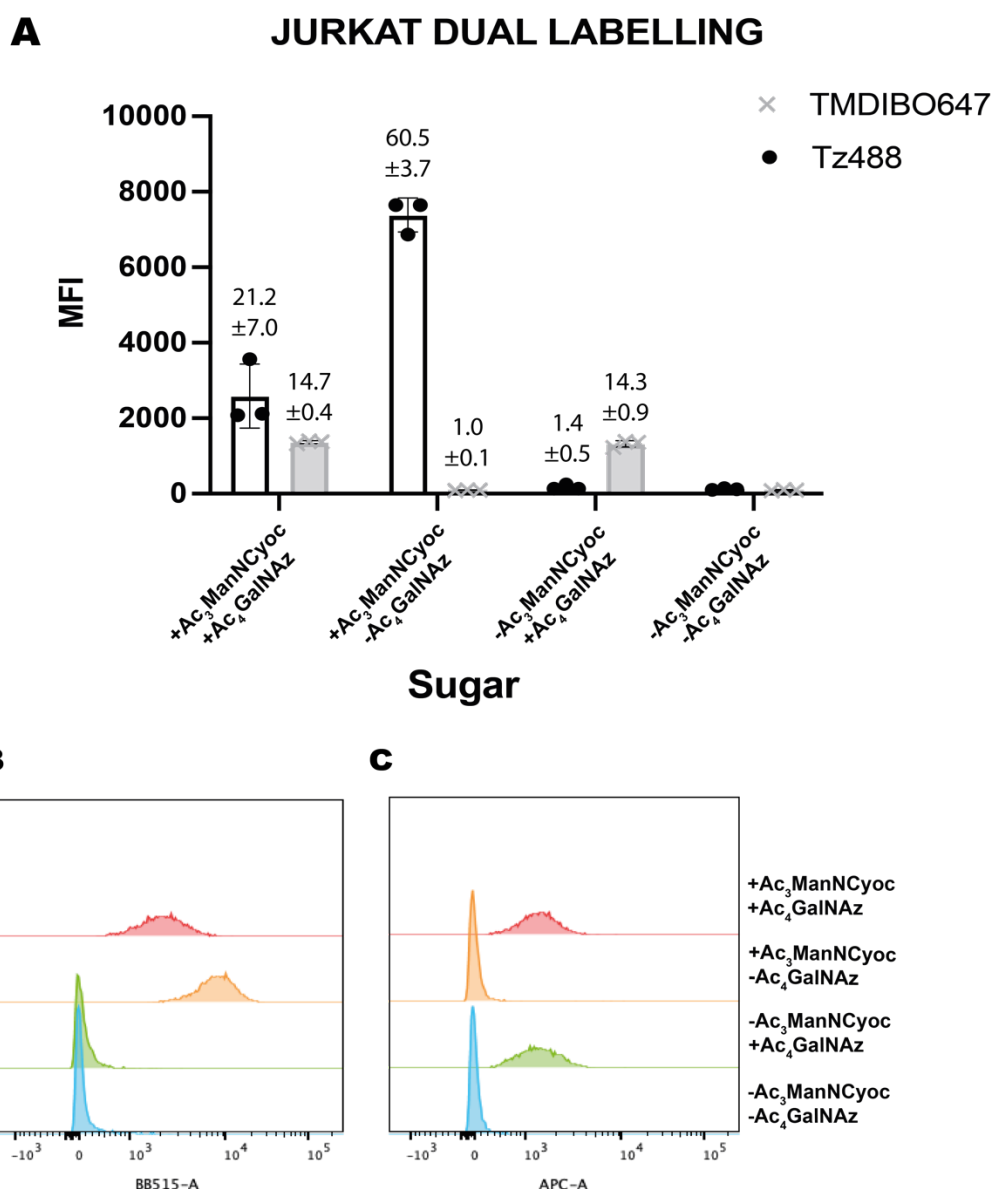 A
JURKAT DUAL LABELLING
TMDIBO647
Tz488
10000
8000
6000
4000
2000
0
MFI
21.2
±7.0
14.7
±0.4
60.5
±3.7
1.0
±0.1
1.4
±0.5
14.3
±0.9
+Ac3ManNCyoc
+Ac4GalNAz
+Ac3ManNCyoc
-Ac4GalNAz
-Ac3ManNCyoc
+Ac4GalNAz
-Ac3ManNCyoc
-Ac4GalNAz
Sugar
C
-10³ 0 10³ 10⁴ 10⁵
BB515-A
-10³ 0 10³ 10⁴ 10⁵
APC-A
+Ac3ManNCyoc
+Ac4GalNAz
+Ac3ManNCyoc
-Ac4GalNAz
-Ac3ManNCyoc
+Ac4GalNAz
-Ac3ManNCyoc
-Ac4GalNAz